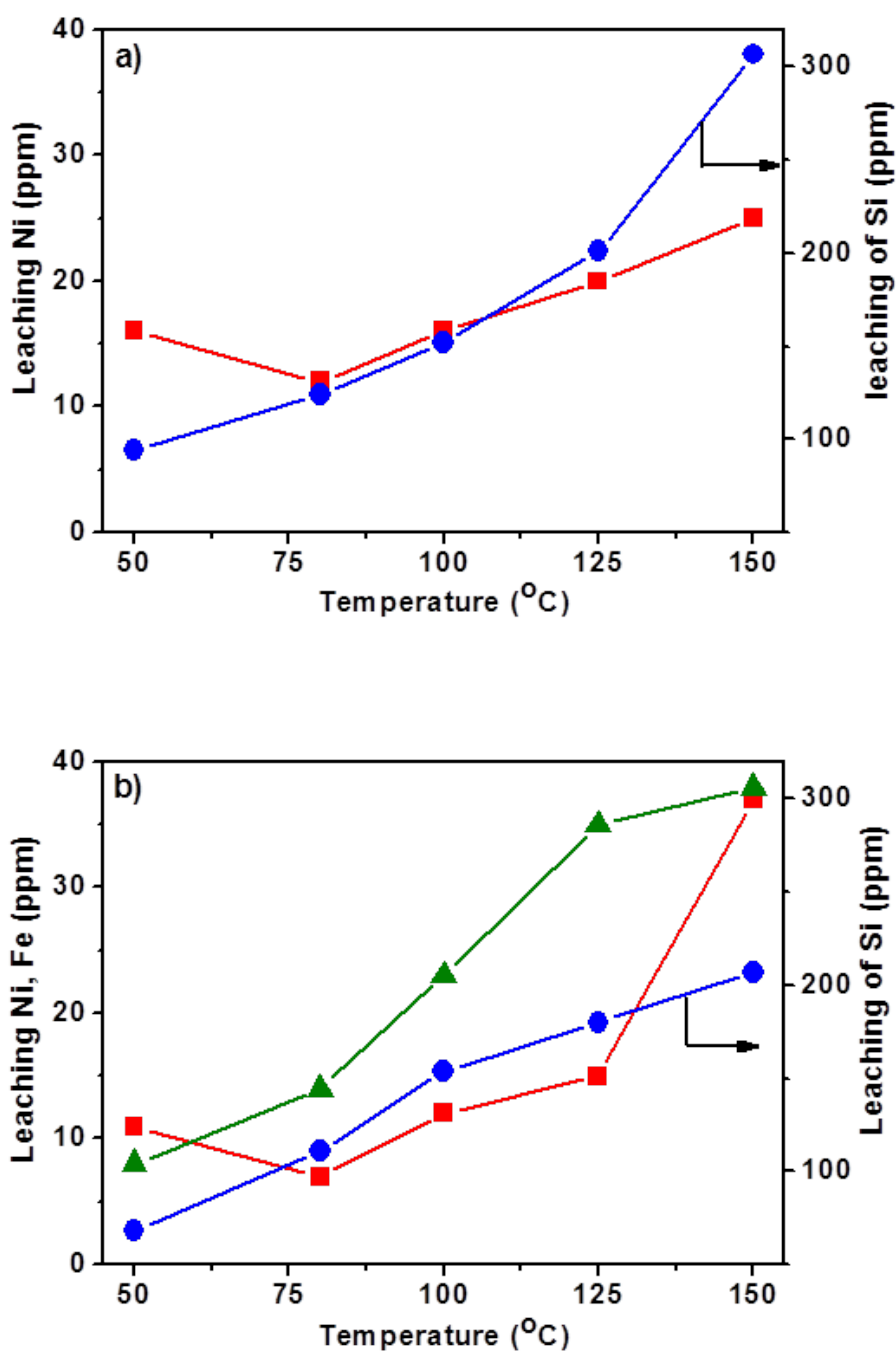 a)
Leaching Ni (ppm)
40
30
20
10
0
leaching of Si (ppm)
300
200
100
50 75 100 125 150
Temperature (°C)
b)
Leaching Ni, Fe (ppm)
40
30
20
10
0
Leaching of Si (ppm)
300
200
100
50 75 100 125 150
Temperature (°C)